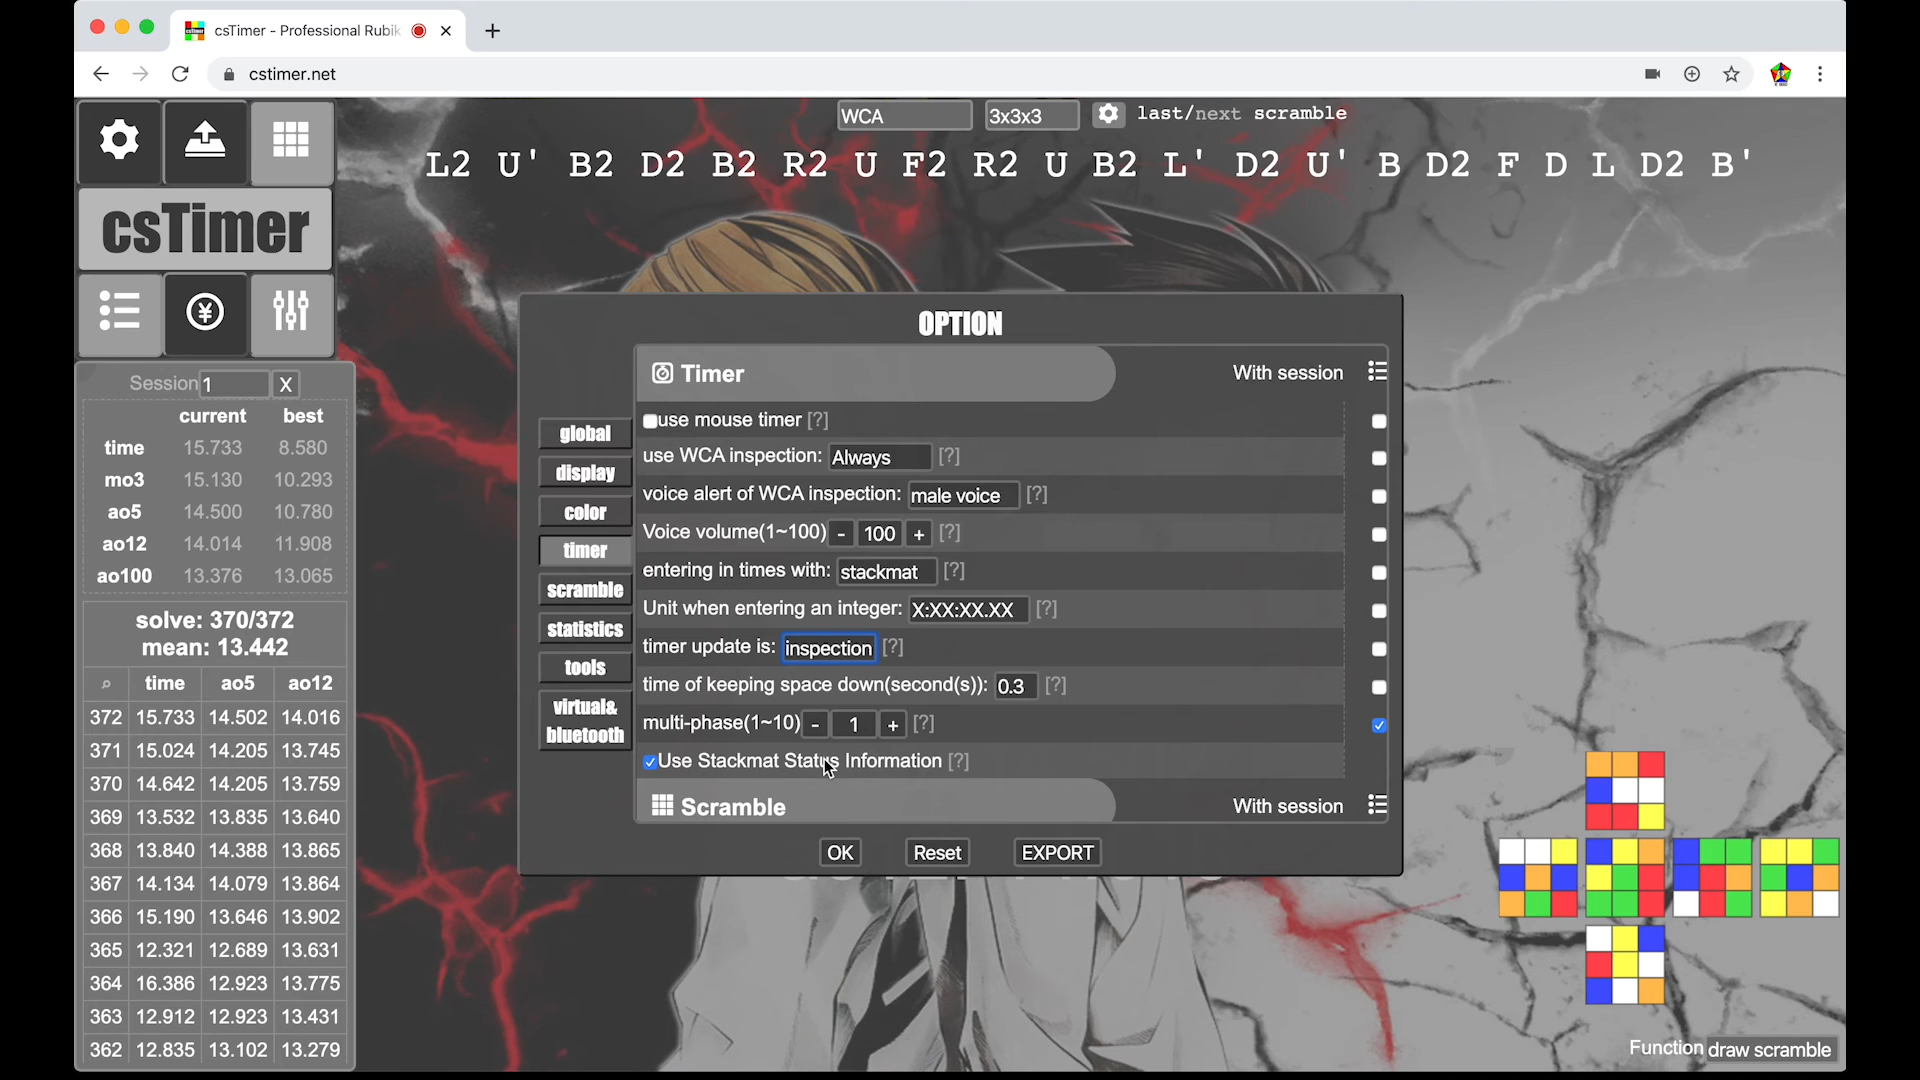 csTimer - Professional Rubik
cstimer.net
WCA 3x3x3 last/next scramble
L2 U' B2 D2 B2 R2 U F2 R2 U B2 L' D2 U' B D2 F D L D2 B'
csTimer
Session 1 X
current best
time 15.733 8.580
mo3 15.130 10.293
ao5 14.500 10.780
ao12 14.014 11.908
ao100 13.376 13.065
solve: 370/372
mean: 13.442
time ao5 ao12
372 15.733 14.502 14.016
371 15.024 14.205 13.745
370 14.642 14.205 13.759
369 13.532 13.835 13.640
368 13.840 14.388 13.865
367 14.134 14.079 13.864
366 15.190 13.646 13.902
365 12.321 12.689 13.631
364 16.386 12.923 13.775
363 12.912 12.923 13.431
362 12.835 13.102 13.279
OPTION
global
display
color
timer
scramble
statistics
tools
virtual&
bluetooth
Timer With session
use mouse timer [?]
use WCA inspection: Always [?]
voice alert of WCA inspection: male voice [?]
Voice volume(1~100) - 100 + [?]
entering in times with: stackmat [?]
Unit when entering an integer: X:XX:XX.XX [?]
timer update is: inspection [?]
time of keeping space down(second(s)): 0.3 [?]
multi-phase(1~10) - 1 + [?]
Use Stackmat Status Information [?]
Scramble With session
OK Reset EXPORT
Function draw scramble